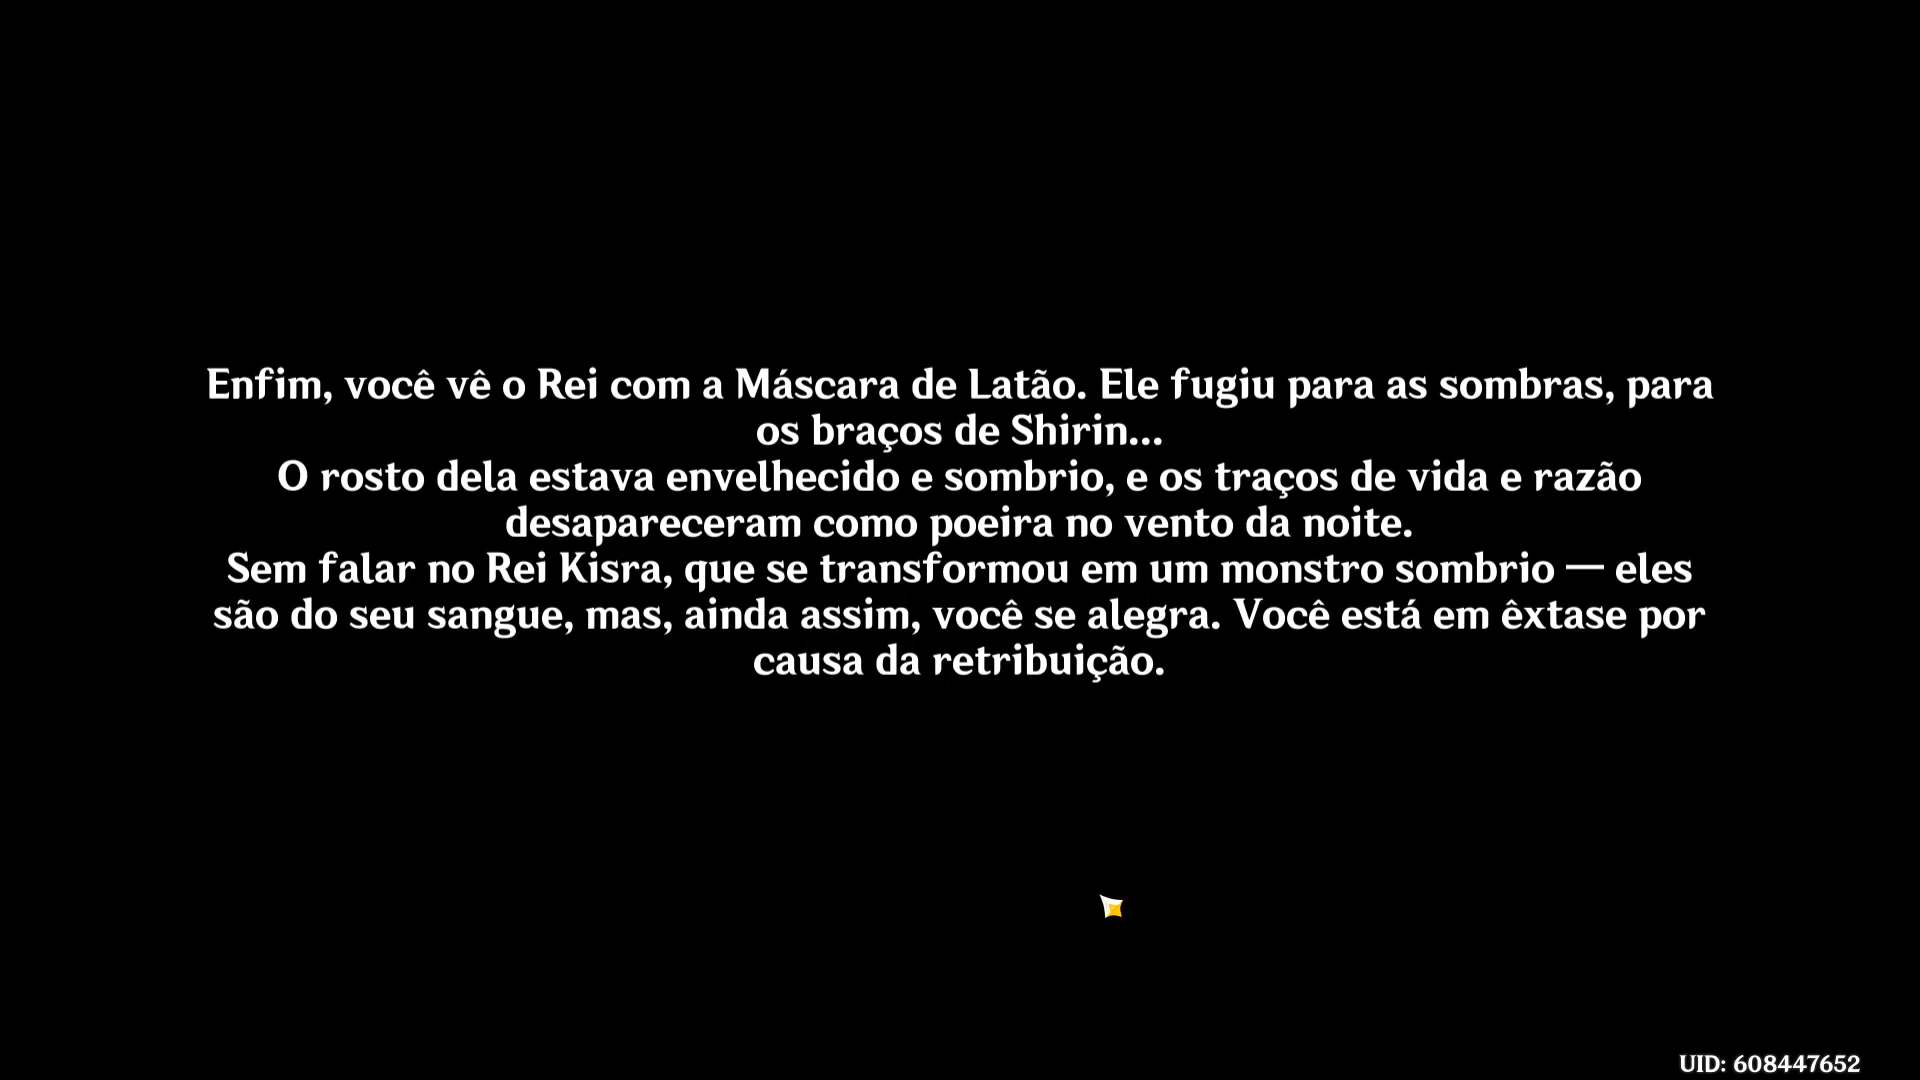 Enfim, você vê o Rei com a Máscara de Latão. Ele fugiu para as sombras, para
os braços de Shirin...
O rosto dela estava envelhecido e sombrio, e os traços de vida e razão
desapareceram como poeira no vento da noite.
Sem falar no Rei Kisra, que se transformou em um monstro sombrio — eles
são do seu sangue, mas, ainda assim, você se alegra. Você está em êxtase por
causa da retribuição.
UID: 608447652